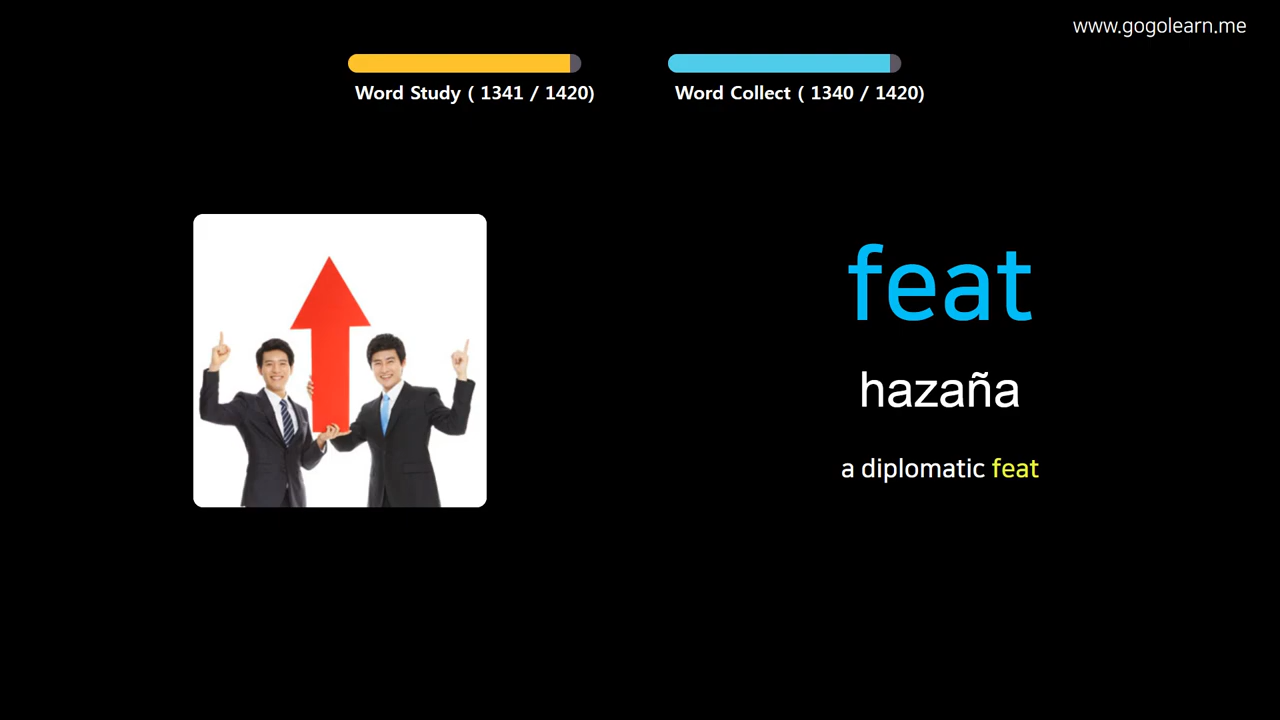 www.gogolearn.me
Word Study ( 1341 / 1420)
Word Collect ( 1340 / 1420)
feat
hazaña
a diplomatic feat